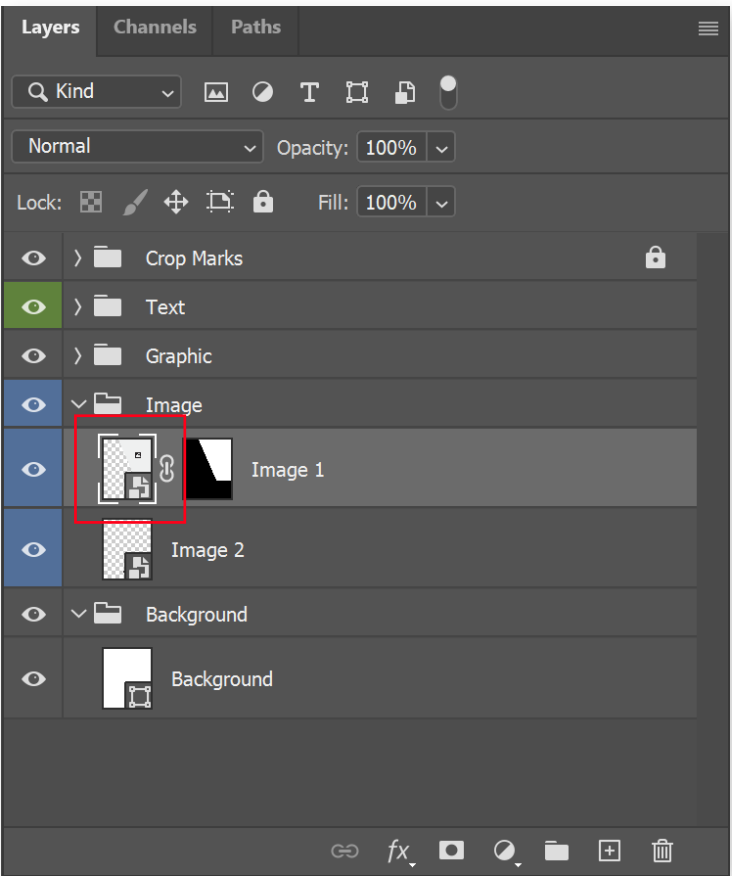 Layers Channels Paths
Kind
Normal Opacity: 100%
Lock: Fill: 100%
Crop Marks
Text
Graphic
Image
Image 1
Image 2
Background
Background
fx